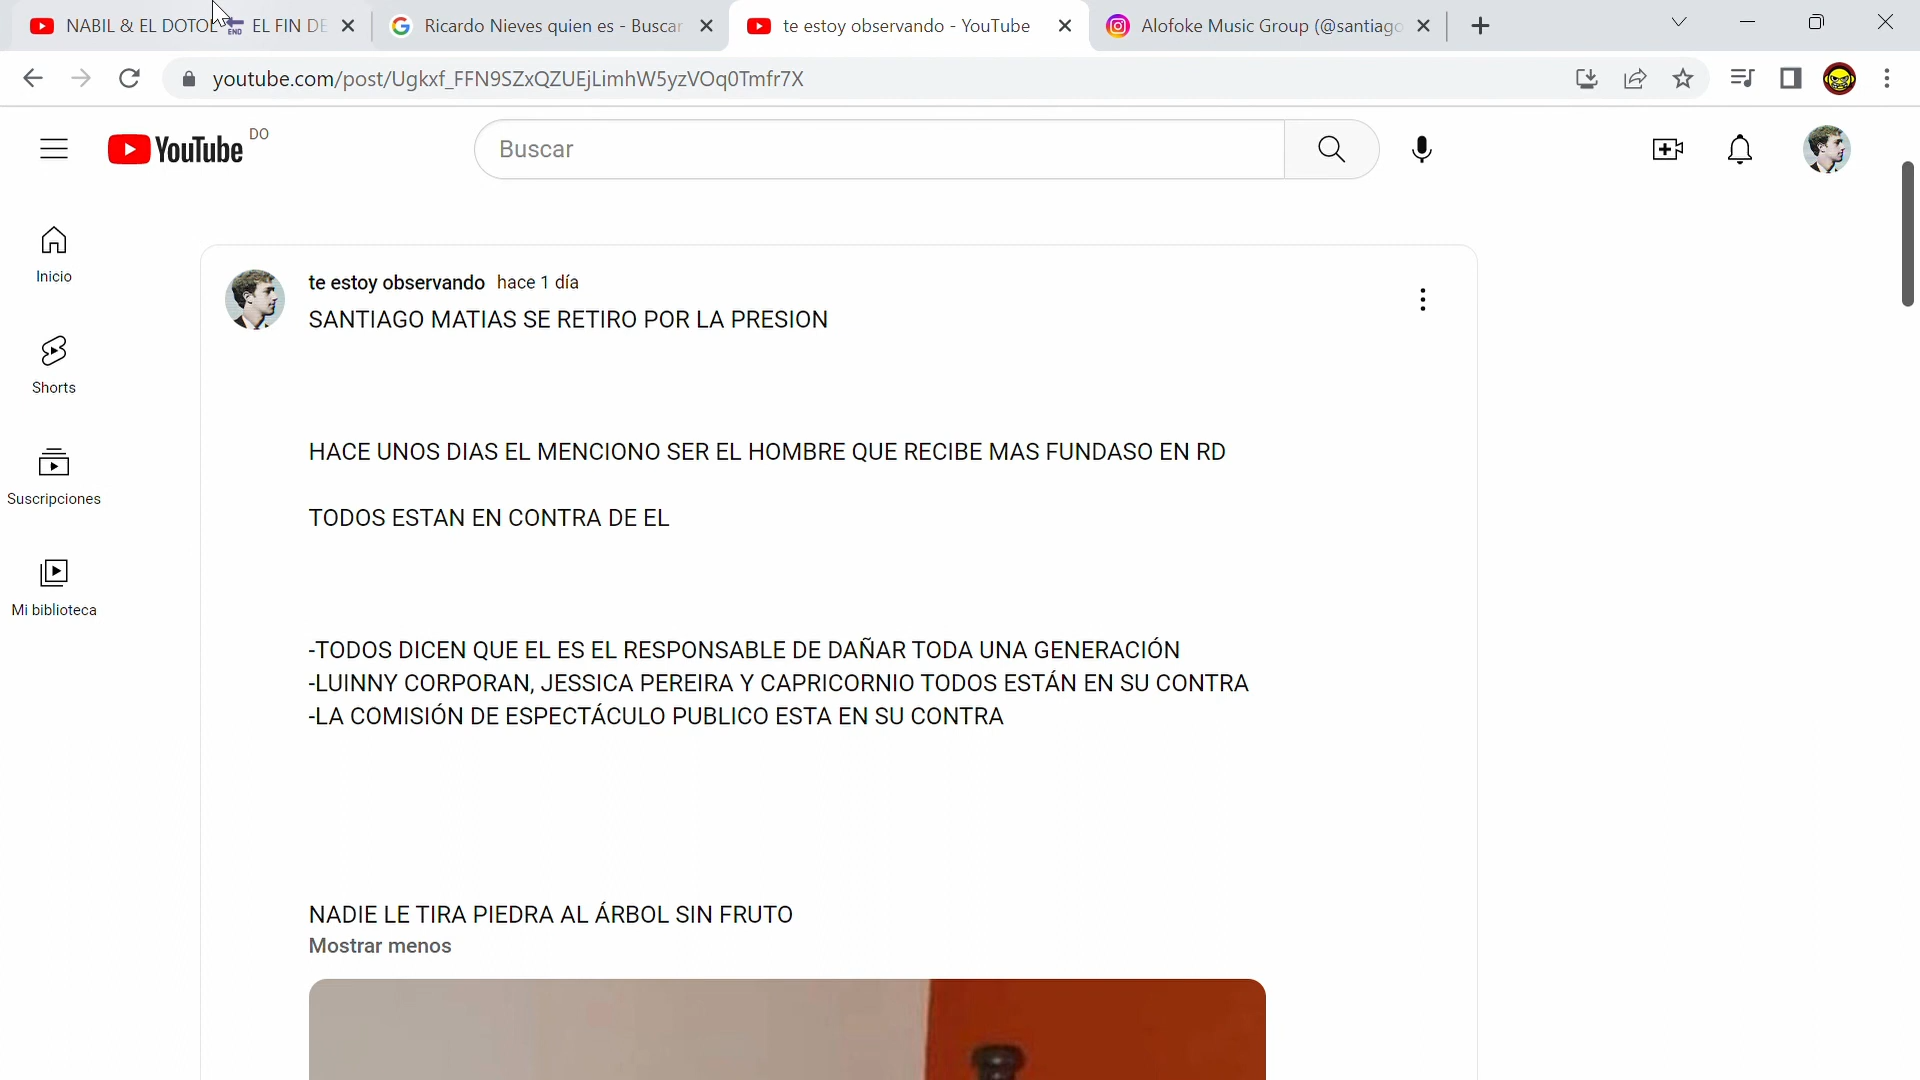 NABIL & EL DOTOL
END
EL FIN DE
Ricardo Nieves quien es - Buscar
te estoy observando - YouTube
Alofoke Music Group (@santiago
youtube.com/post/Ugkxf_FFN9SZxQZUEjLimhW5yzVOq0Tmfr7X
YouTube DO
Buscar
Inicio
Shorts
Suscripciones
Mi biblioteca
te estoy observando hace 1 día
SANTIAGO MATIAS SE RETIRO POR LA PRESION
HACE UNOS DIAS EL MENCIONO SER EL HOMBRE QUE RECIBE MAS FUNDASO EN RD
TODOS ESTAN EN CONTRA DE EL
-TODOS DICEN QUE EL ES EL RESPONSABLE DE DAÑAR TODA UNA GENERACIÓN
-LUINNY CORPORAN, JESSICA PEREIRA Y CAPRICORNIO TODOS ESTÁN EN SU CONTRA
-LA COMISIÓN DE ESPECTÁCULO PUBLICO ESTA EN SU CONTRA
NADIE LE TIRA PIEDRA AL ÁRBOL SIN FRUTO
Mostrar menos